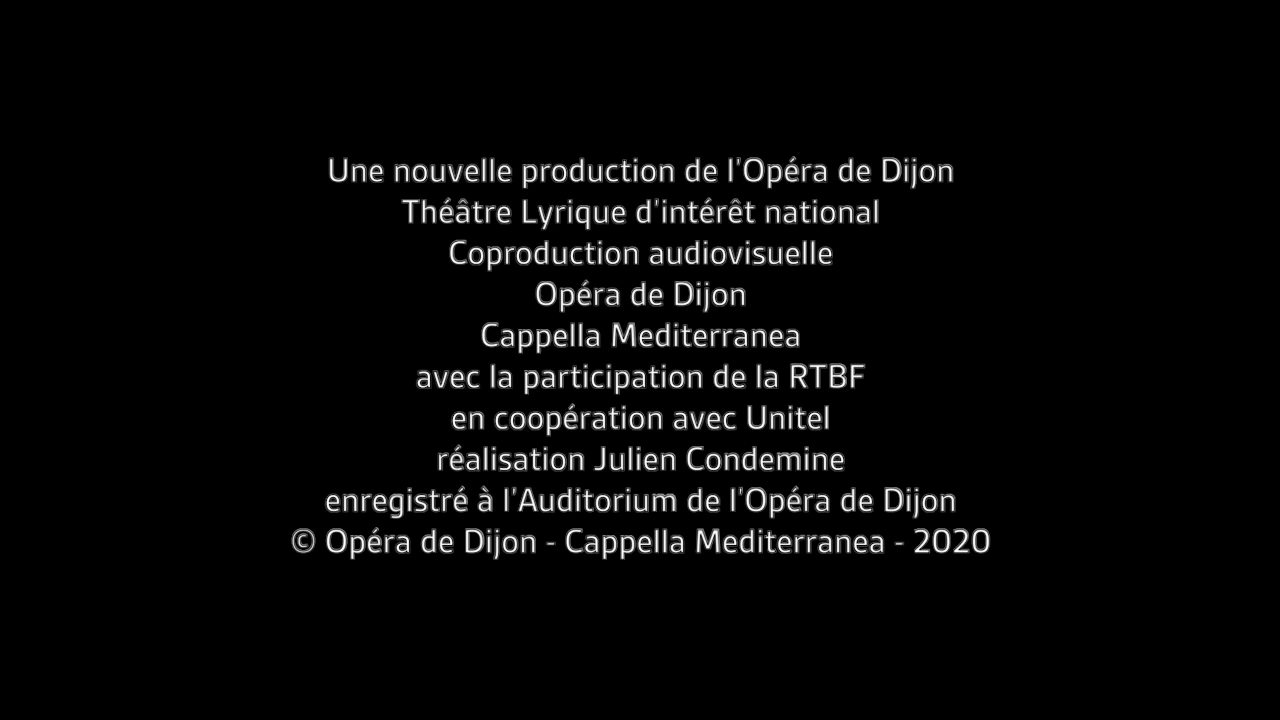 Une nouvelle production de l'Opéra de Dijon
Théâtre Lyrique d'intérêt national
Coproduction audiovisuelle
Opéra de Dijon
Cappella Mediterranea
avec la participation de la RTBF
en coopération avec Unitel
réalisation Julien Condemine
enregistré à l'Auditorium de l'Opéra de Dijon
© Opéra de Dijon - Cappella Mediterranea - 2020